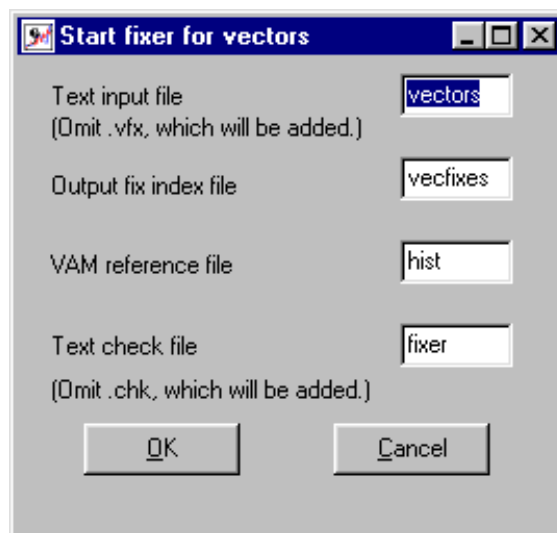 Start fixer for vectors
Text input file vectors
(Omit .vfx, which will be added.)
Output fix index file vecfixes
VAM reference file hist
Text check file fixer
(Omit .chk, which will be added.)
OK Cancel